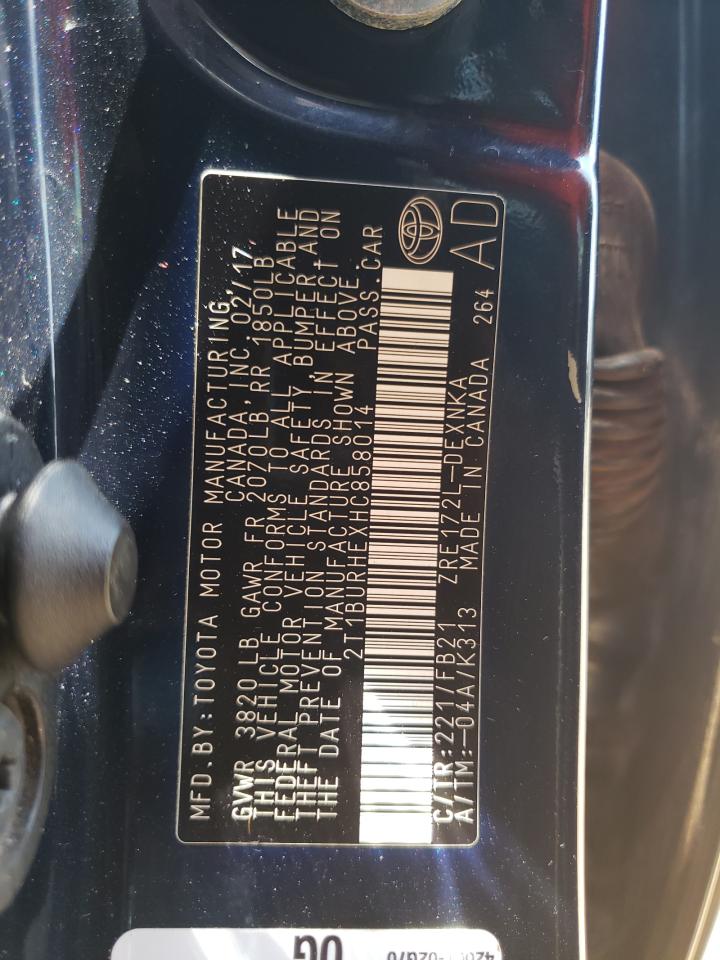 MFD.BY:TOYOTA MOTOR MANUFACTURING,
CANADA,INC.02/17
GVWR 3820 LB GAWR FR 2070LB,RR 1850LB
THIS VEHICLE CONFORMS TO ALL APPLICABLE
FEDERAL MOTOR VEHICLE SAFETY, BUMPER AND
THEFT PREVENTION STANDARDS IN EFFECT ON
THE DATE OF MANUFACTURE SHOWN ABOVE.
2T1BURHEXHC858014 PASS.CAR
C/TR:221/FB21 ZRE172L-DEXNKA
A/TM:-04A/K313 MADE IN CANADA 264
AD
0G